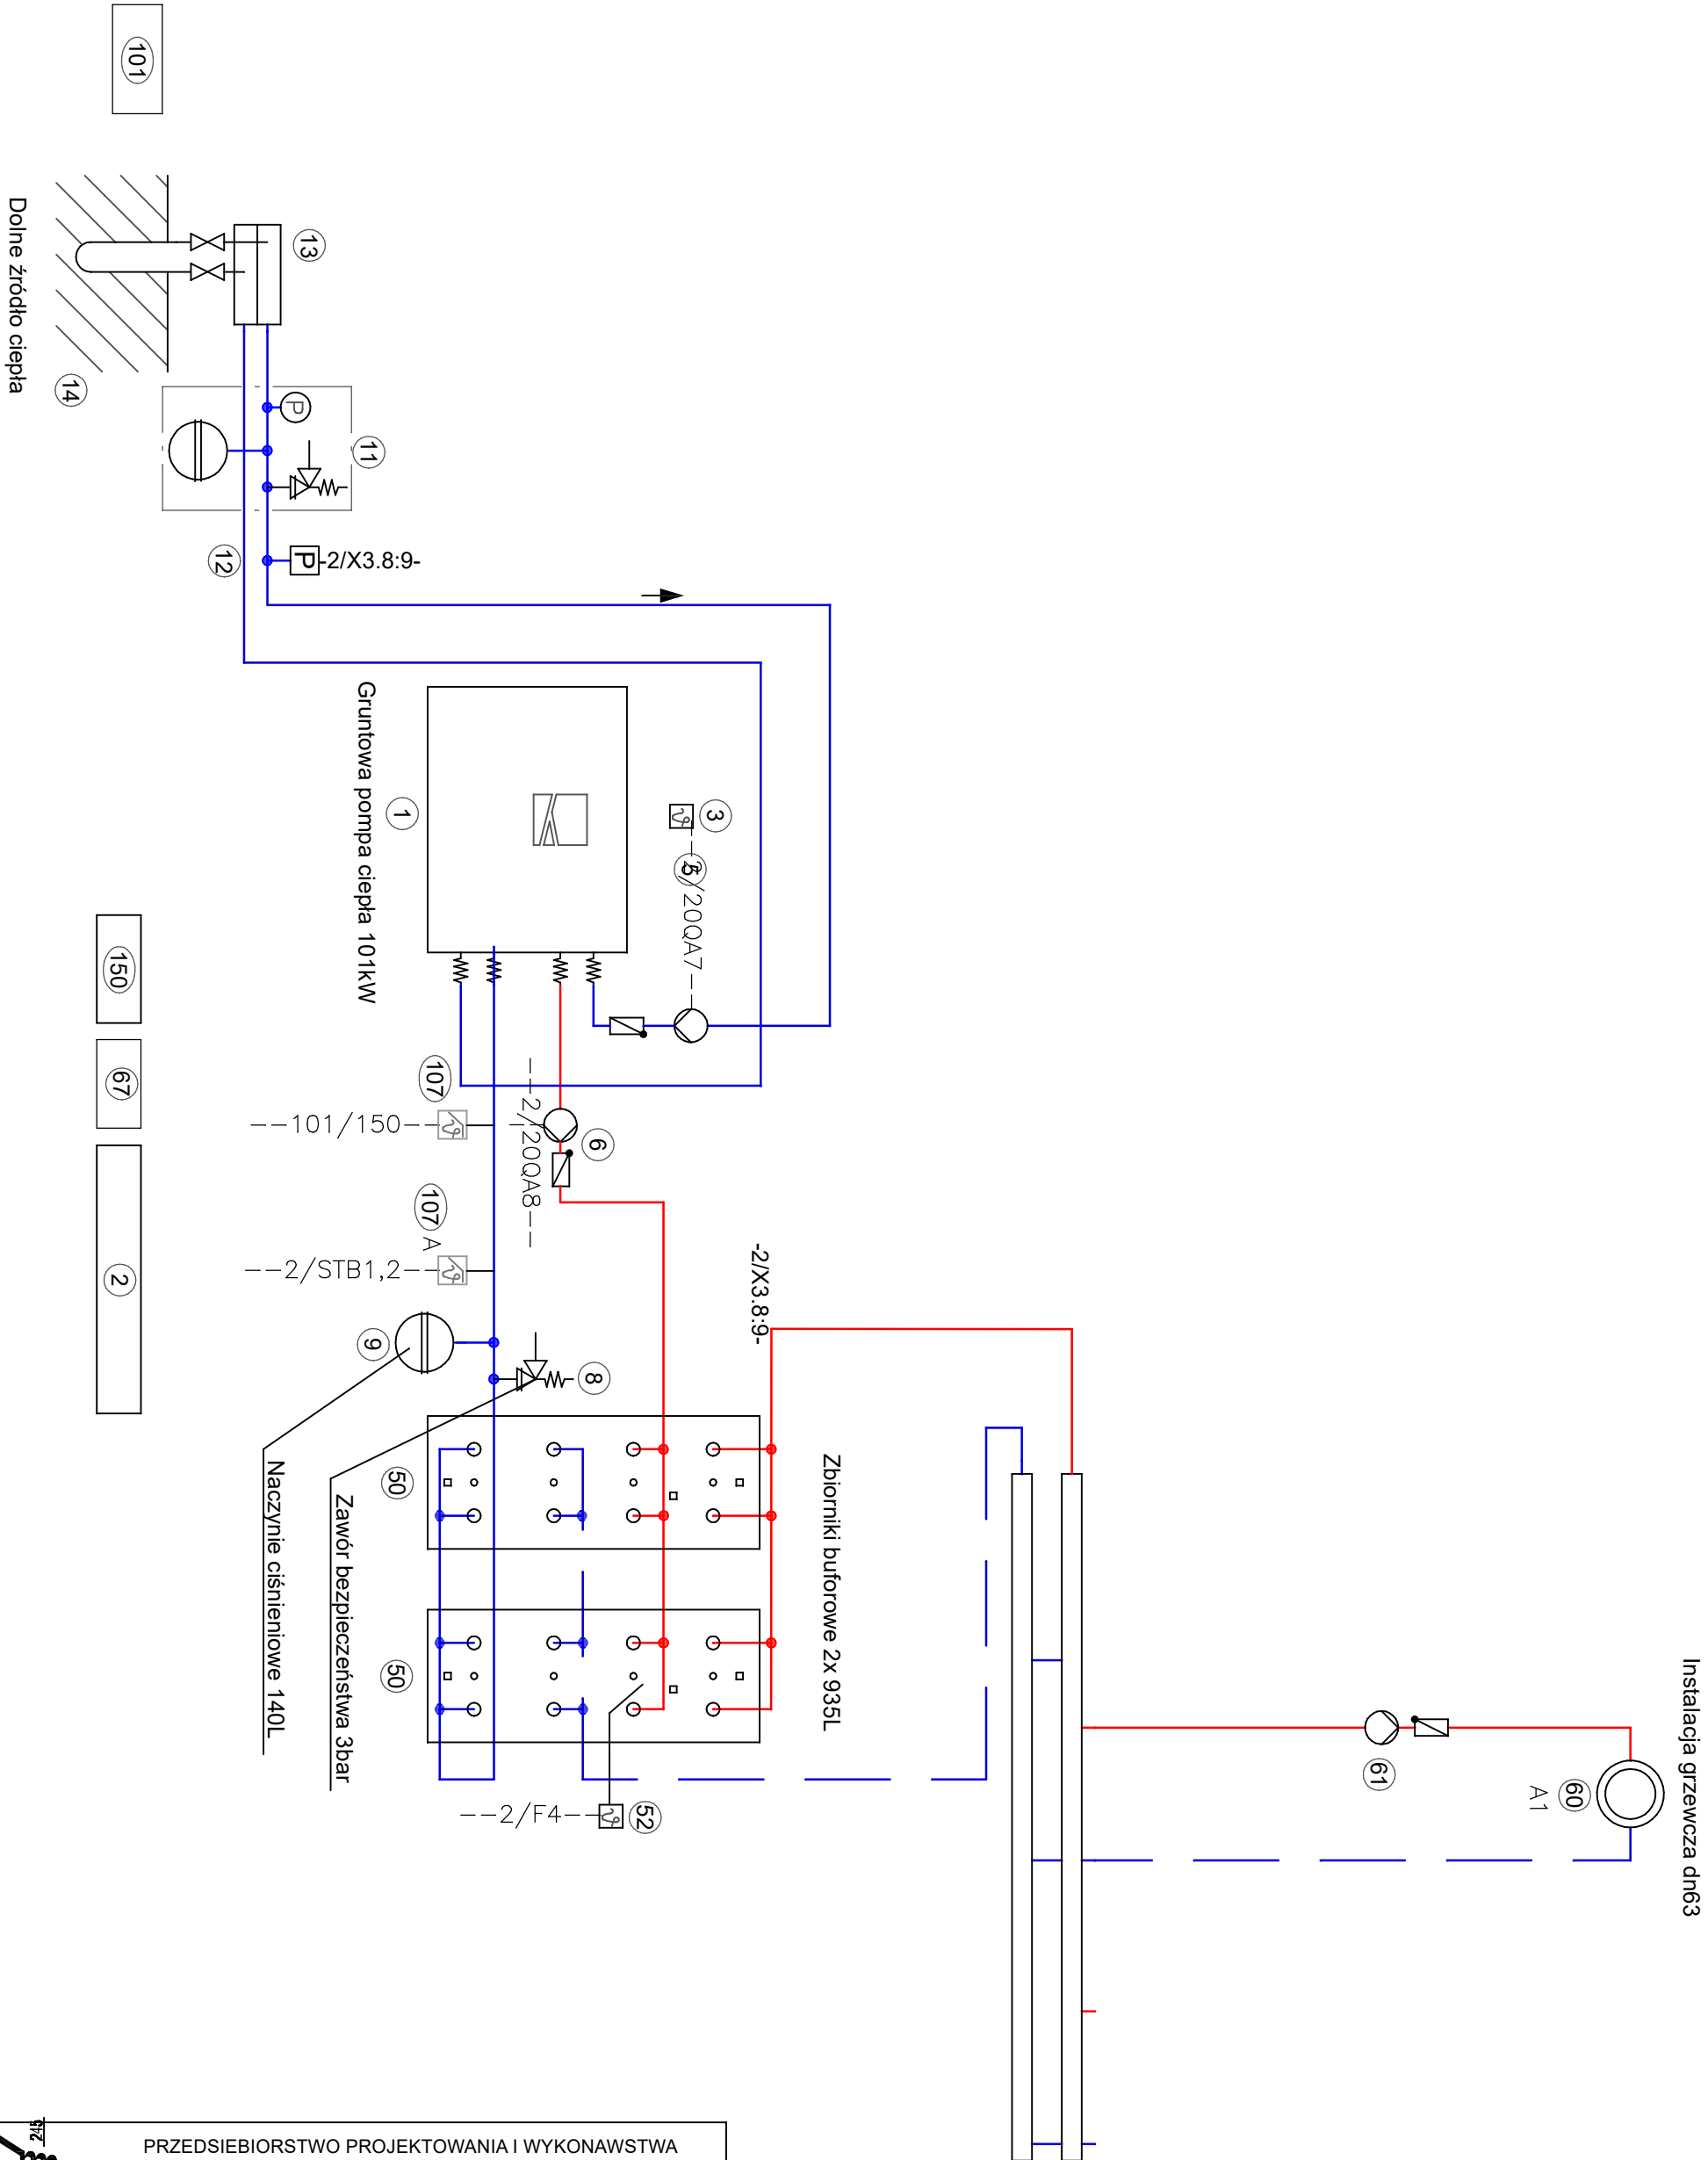 101
Dolne źródło ciepła
13
14
P
11
12
P
-2/X3.8:9-
Gruntowa pompa ciepła 101kW
1
3
/20QA7
150
67
2
107
--101/150--
--2/20QA8--
6
107
A
--2/STB1,2--
9
8
-2/X3.8:9-
Naczynie ciśnieniowe 140L
Zawór bezpieczeństwa 3bar
50
50
Zbiorniki buforowe 2x 935L
--2/F4--
52
61
A1
60
Instalacja grzewcza dn63
245
PRZEDSIEBIORSTWO PROJEKTOWANIA I WYKONAWSTWA